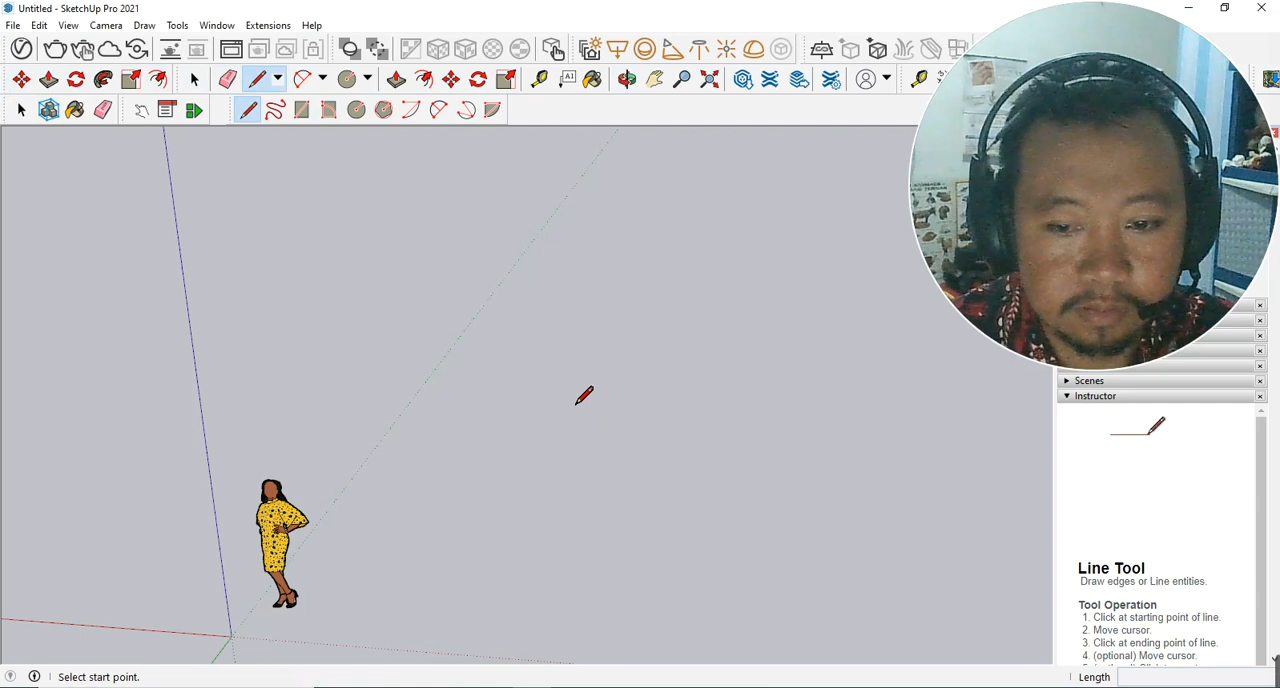 Untitled - SketchUp Pro 2021
File Edit View Camera Draw Tools Window Extensions Help
Scenes
Instructor
Line Tool
Draw edges or Line entities.
Tool Operation
1. Click at starting point of line.
2. Move cursor.
3. Click at ending point of line.
4. (optional) Move cursor.
Select start point.
Length